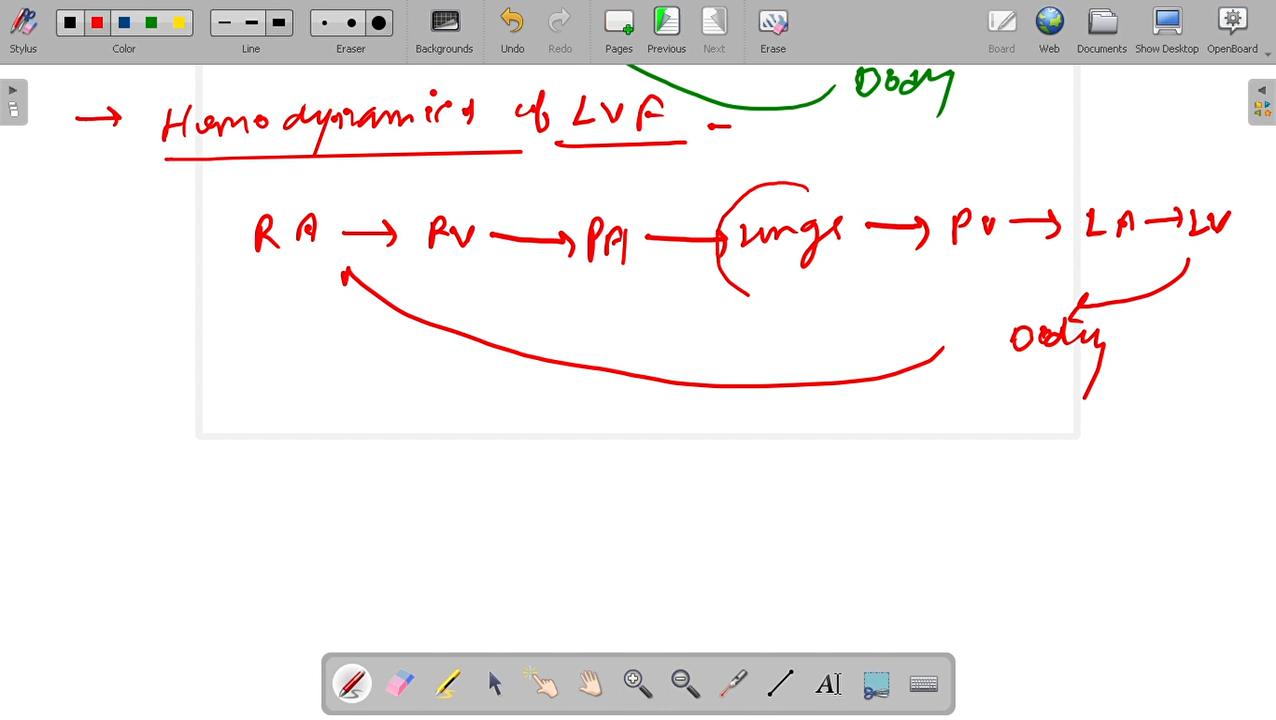 Stylus Color Line Eraser Backgrounds Undo Redo Pages Previous Next Erase Board Web Documents Show Desktop OpenBoard
Body
→ Hemodynamics of LVF -
RA → RV → PA → Lungs → PV → LA → LV
Body
AI